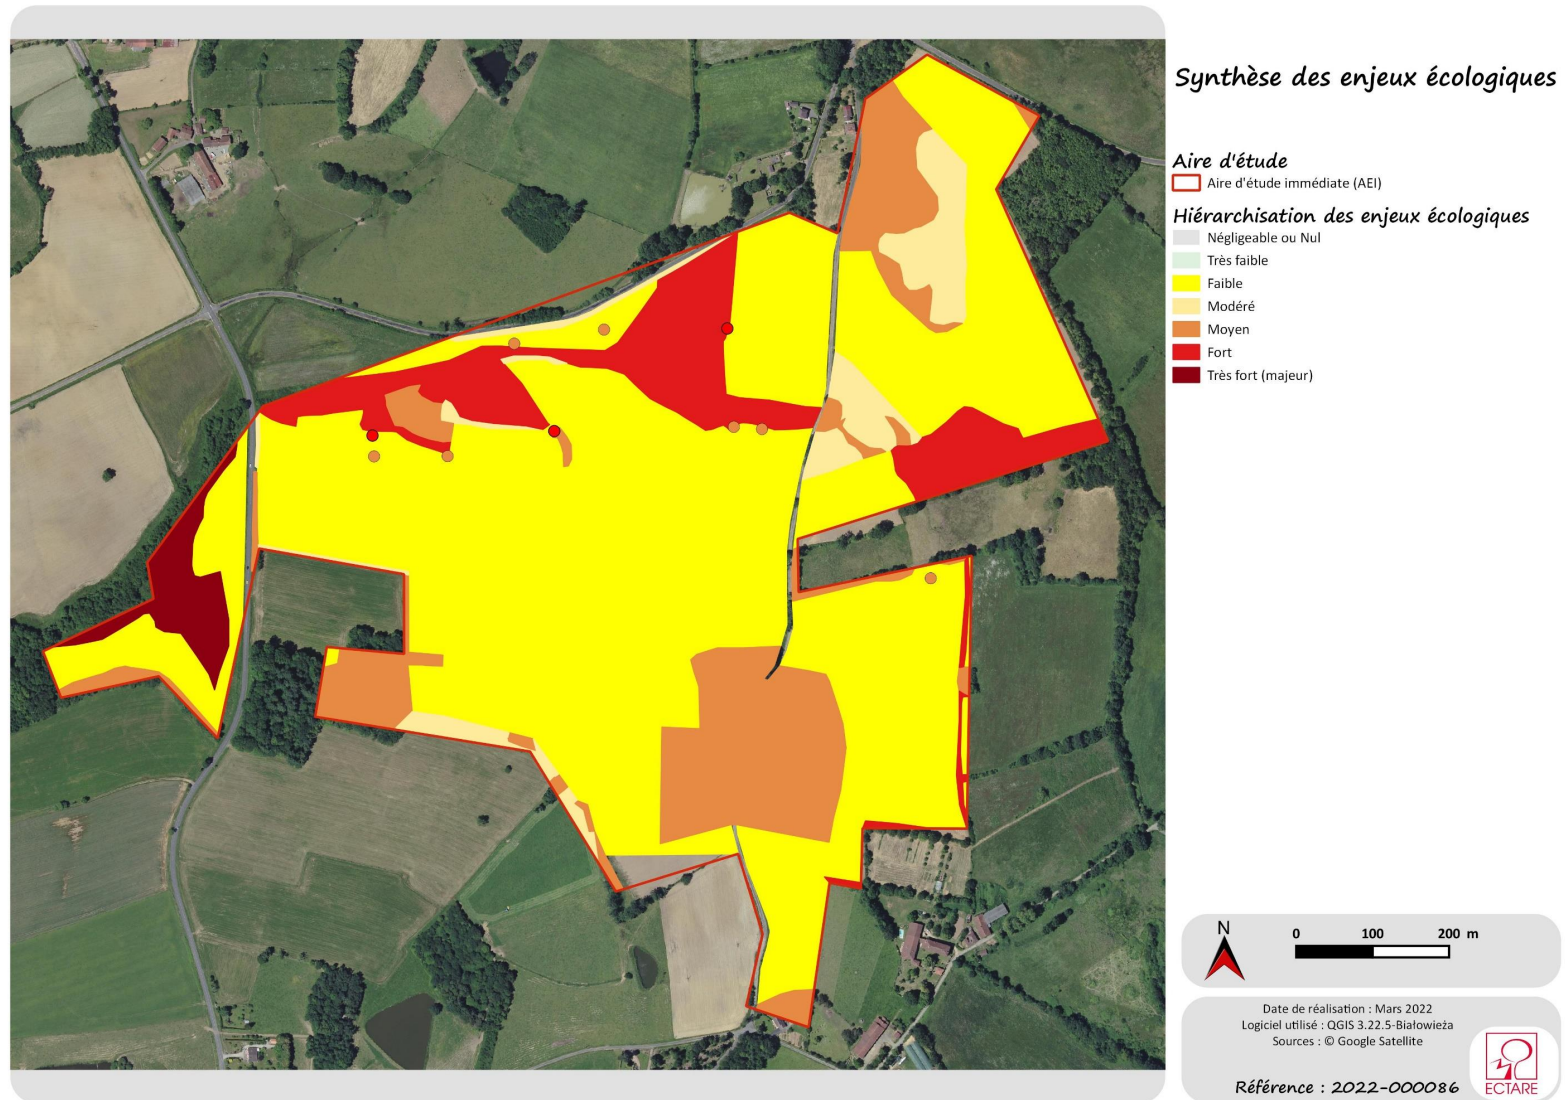 Synthèse des enjeux écologiques
Aire d'étude
Aire d'étude immédiate (AEI)
Hiérarchisation des enjeux écologiques
Négligeable ou Nul
Très faible
Faible
Modéré
Moyen
Fort
Très fort (majeur)
N
0 100 200 m
Date de réalisation : Mars 2022
Logiciel utilisé : QGIS 3.22.5-Białowieża
Sources : © Google Satellite
Référence : 2022-000086
ECTARE